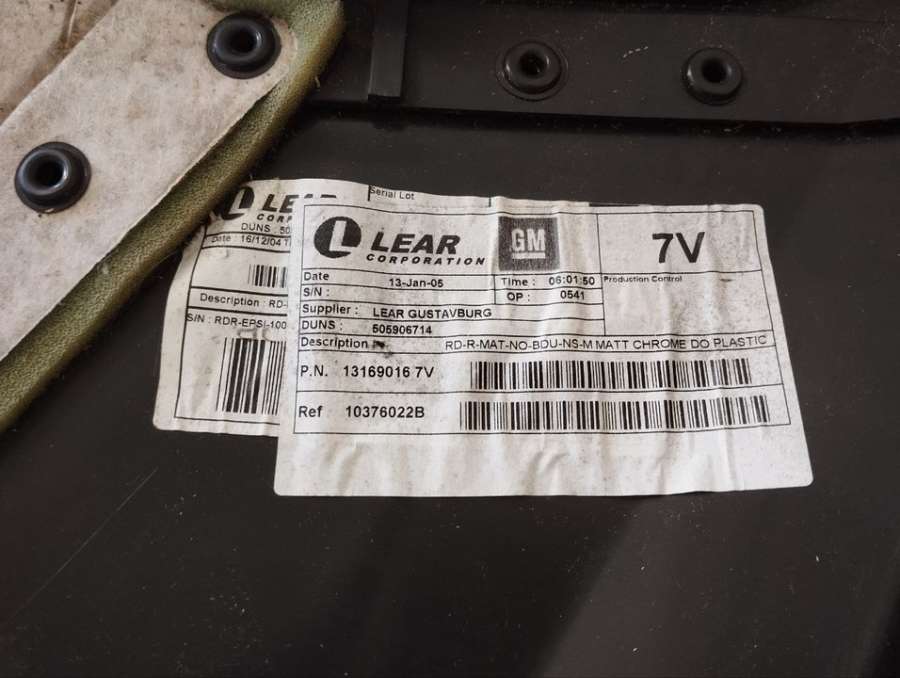 Serial Lot
LEAR
CORP
DUNS : 50
Date : 16/12/04 T
Description : RD-
S/N : RDR-EPSI-100
L LEAR
CORPORATION
GM
7V
Date 13-Jan-05 Time : 06:01:50 Production Control
S/N : OP : 0541
Supplier : LEAR GUSTAVBURG
DUNS : 505906714
Description RD-R-MAT-NO-BDU-NS-M MATT CHROME DO PLASTIC
P.N. 13169016 7V
Ref 10376022B